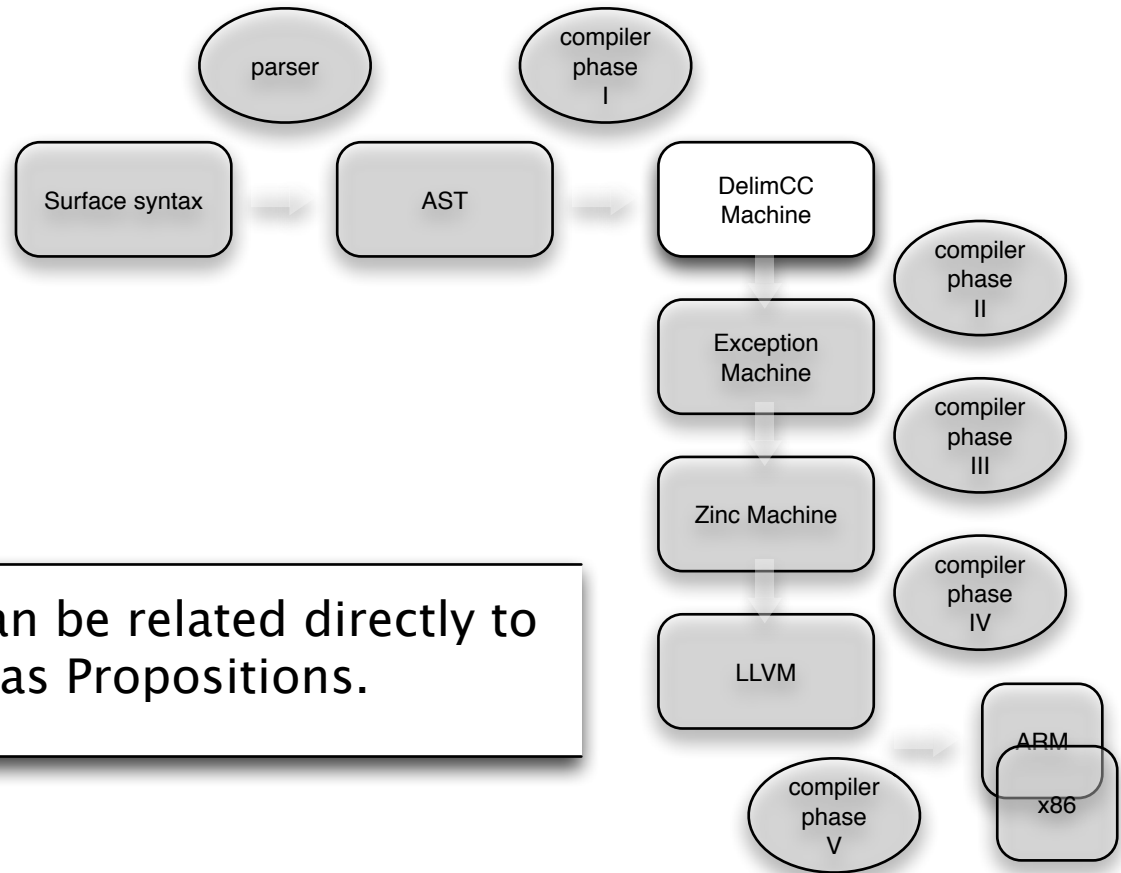 parser
compiler
phase
I
Surface syntax
AST
DelimCC
Machine
compiler
phase
II
Exception
Machine
compiler
phase
III
Zinc Machine
compiler
phase
IV
an be related directly to
as Propositions.
LLVM
ARM
x86
compiler
phase
V